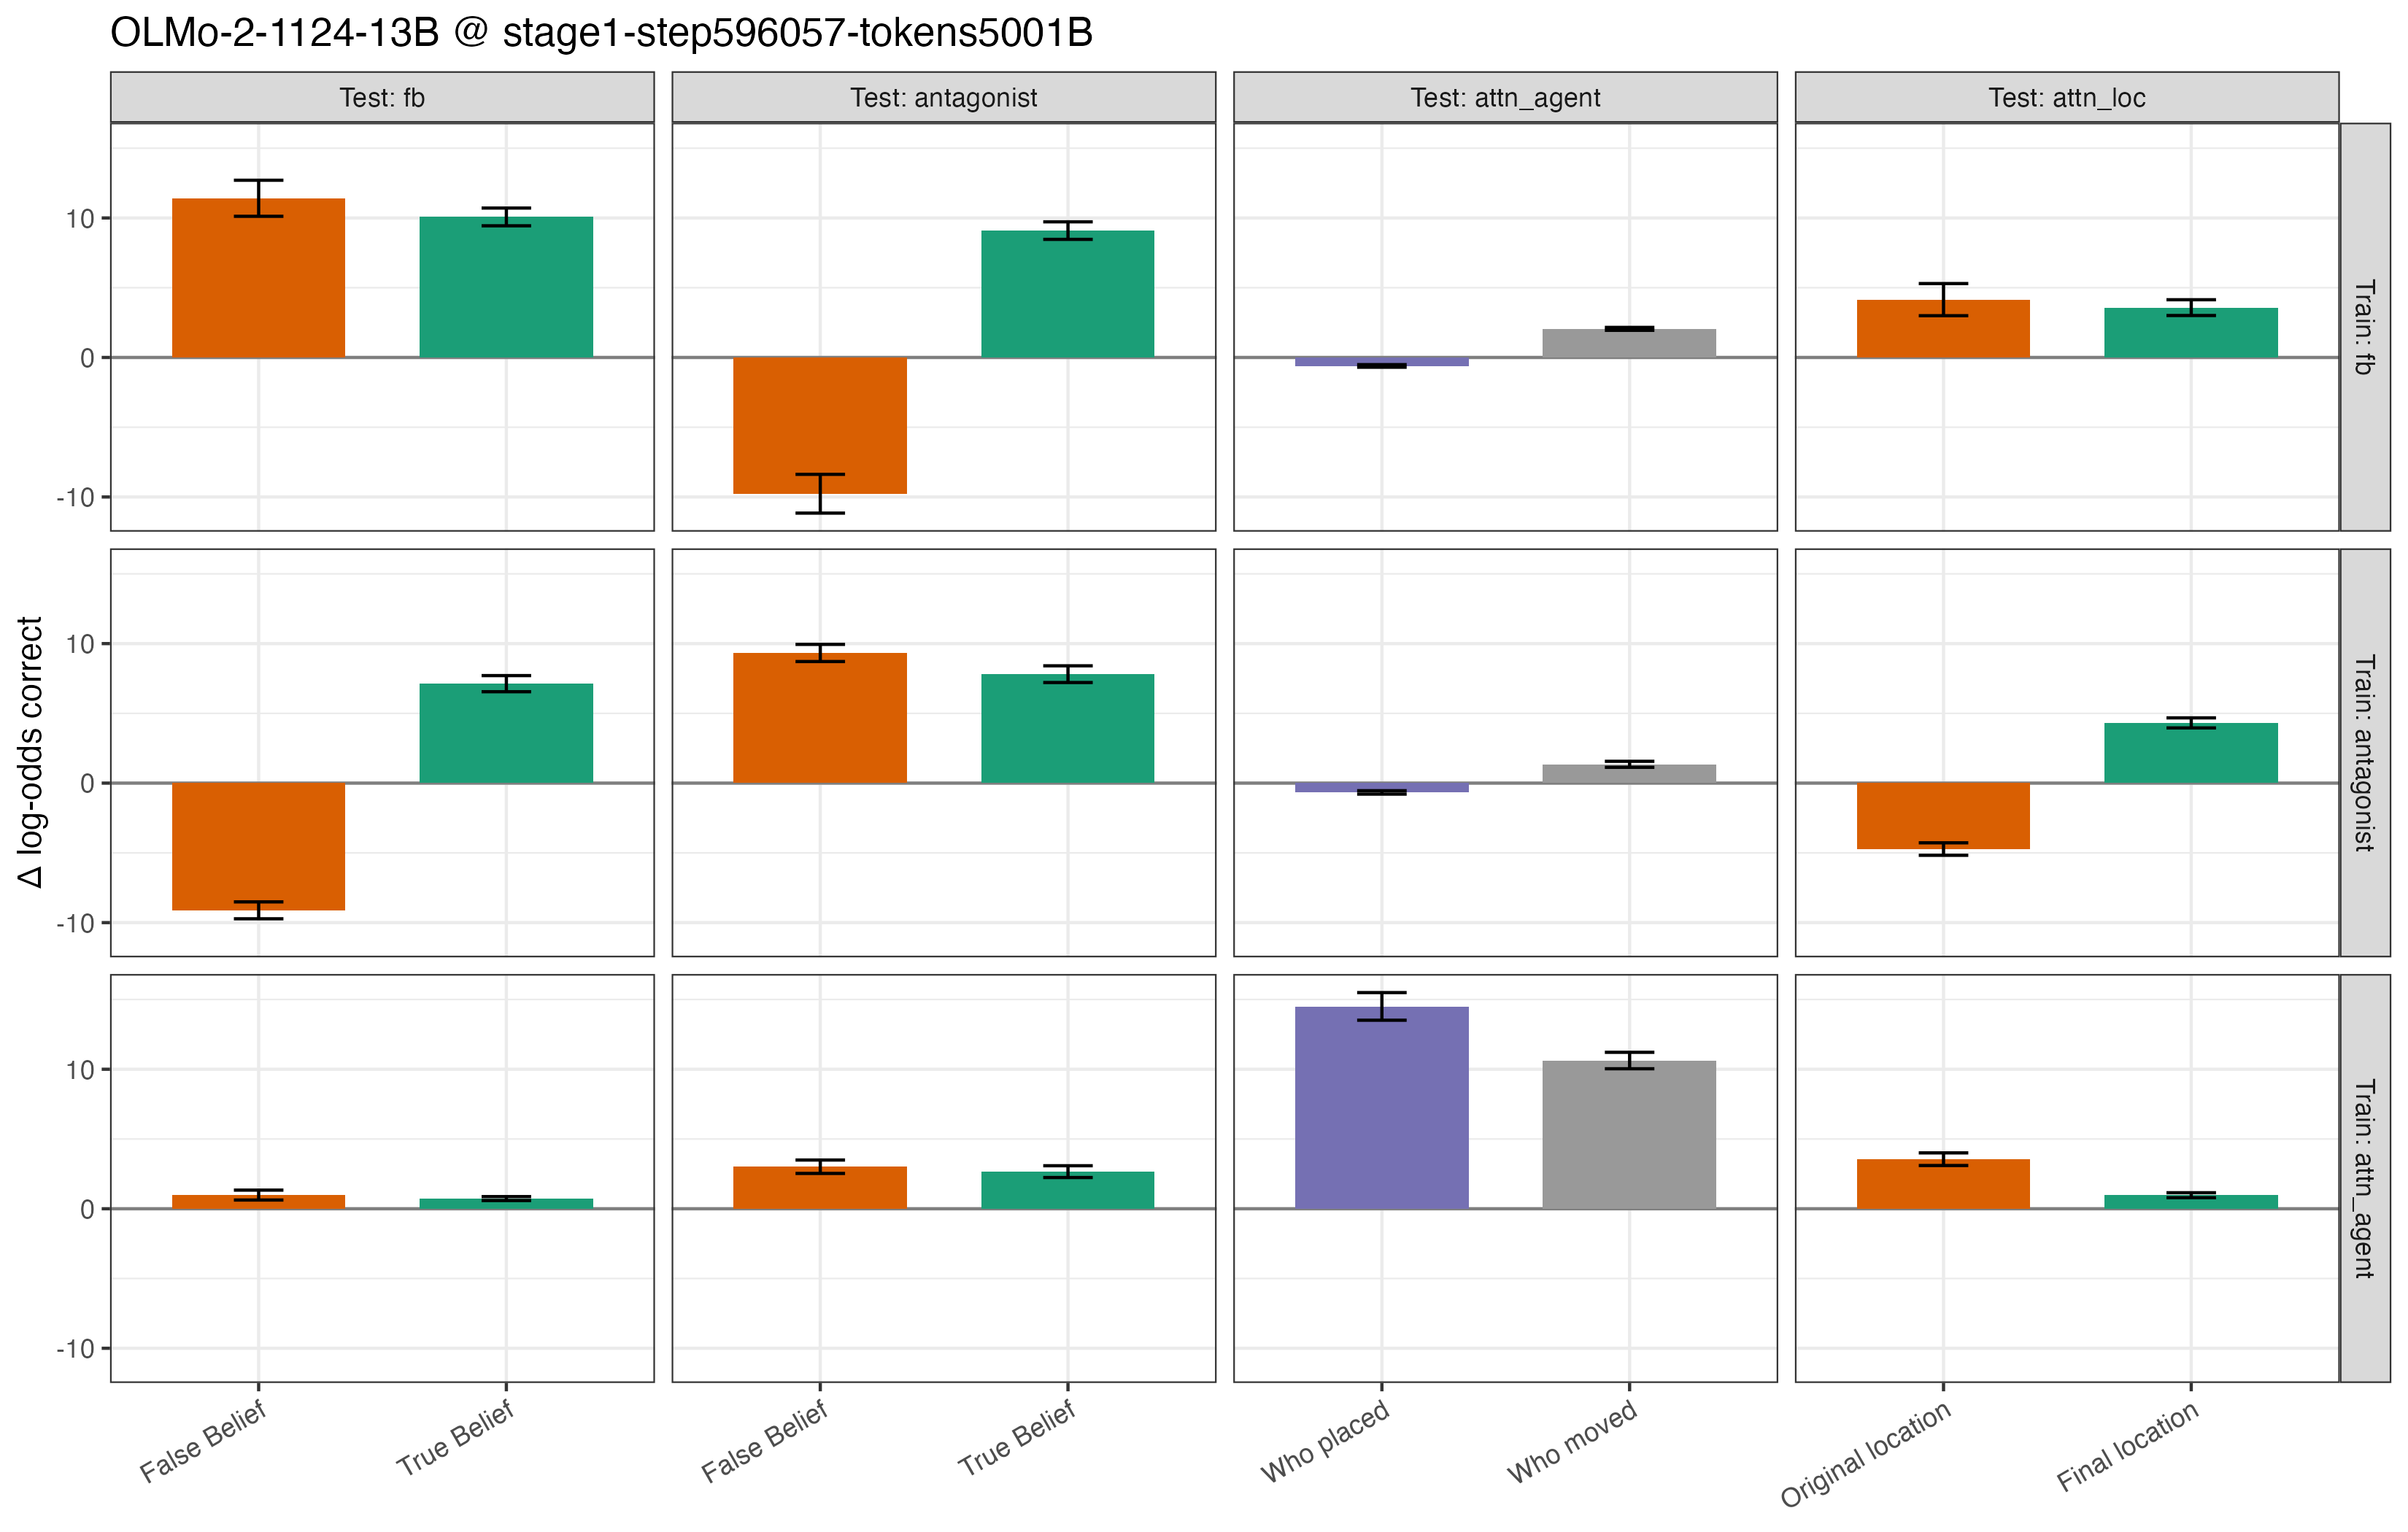 OLMo-2-1124-13B @ stage1-step596057-tokens5001B
Test: fb
Test: antagonist
Test: attn_agent
Test: attn_loc
Δ log-odds correct
10
0
-10
Train: fb
10
0
-10
Train: antagonist
10
0
-10
Train: attn_agent
False Belief
True Belief
False Belief
True Belief
Who placed
Who moved
Original location
Final location